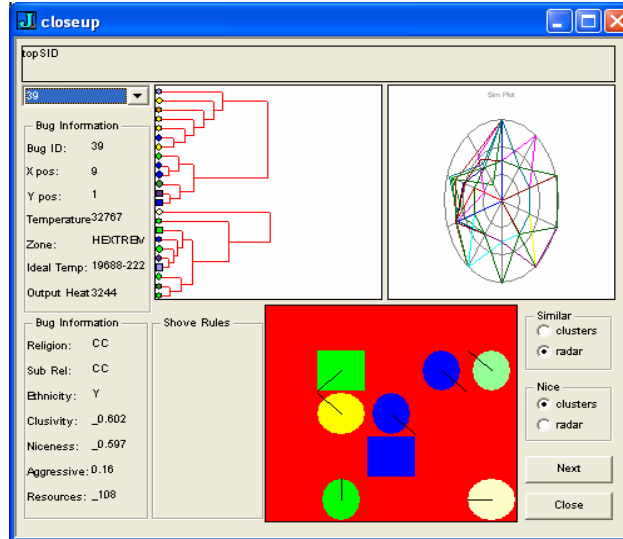 closeup
topSID
39
Bug Information
Bug ID: 39
X pos: 9
Y pos: 1
Temperature 32767
Zone: HEXTREM
Ideal Temp: 19688-222
Output Heat 3244
Sim Plot
Bug Information
Religion: CC
Sub Rel: CC
Ethnicity: Y
Clusivity: _0.602
Niceness: _0.597
Aggressive: 0.16
Resources: _108
Shove Rules
Similar
clusters
radar
Nice
clusters
radar
Next
Close